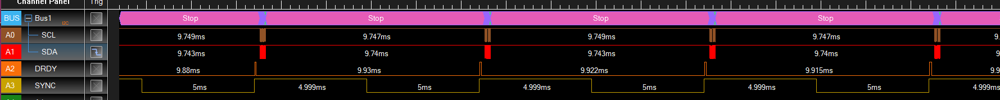 Channel Panel Trig
BUS Bus1 I2C Stop Stop Stop Stop
A0 SCL 9.749ms 9.747ms 9.749ms 9.747ms 9.
A1 SDA 9.743ms 9.74ms 9.743ms 9.74ms 9.
A2 DRDY 9.88ms 9.93ms 9.922ms 9.915ms 9.9
A3 SYNC 5ms 4.999ms 5ms 4.999ms 5ms 4.999ms 5ms 4.999ms